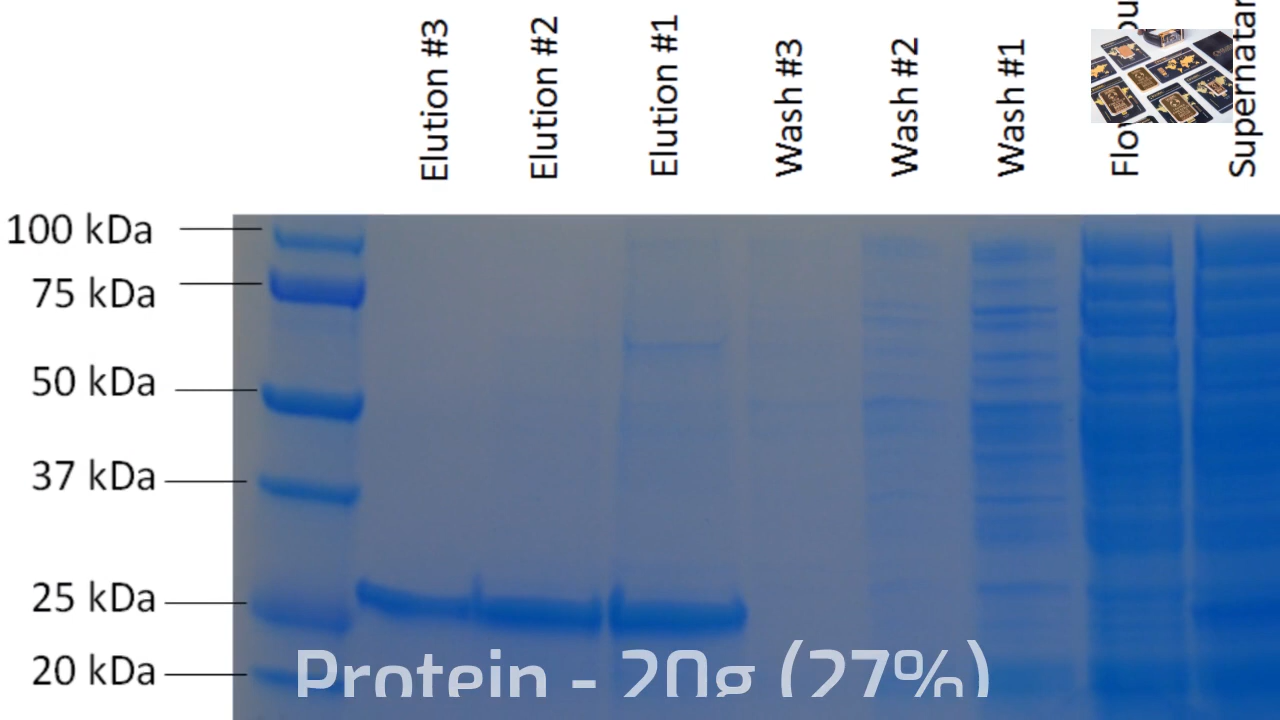 Elution #3
Elution #2
Elution #1
Wash #3
Wash #2
Wash #1
100 kDa
75 kDa
50 kDa
37 kDa
25 kDa
20 kDa
Protein - 20g (27%)